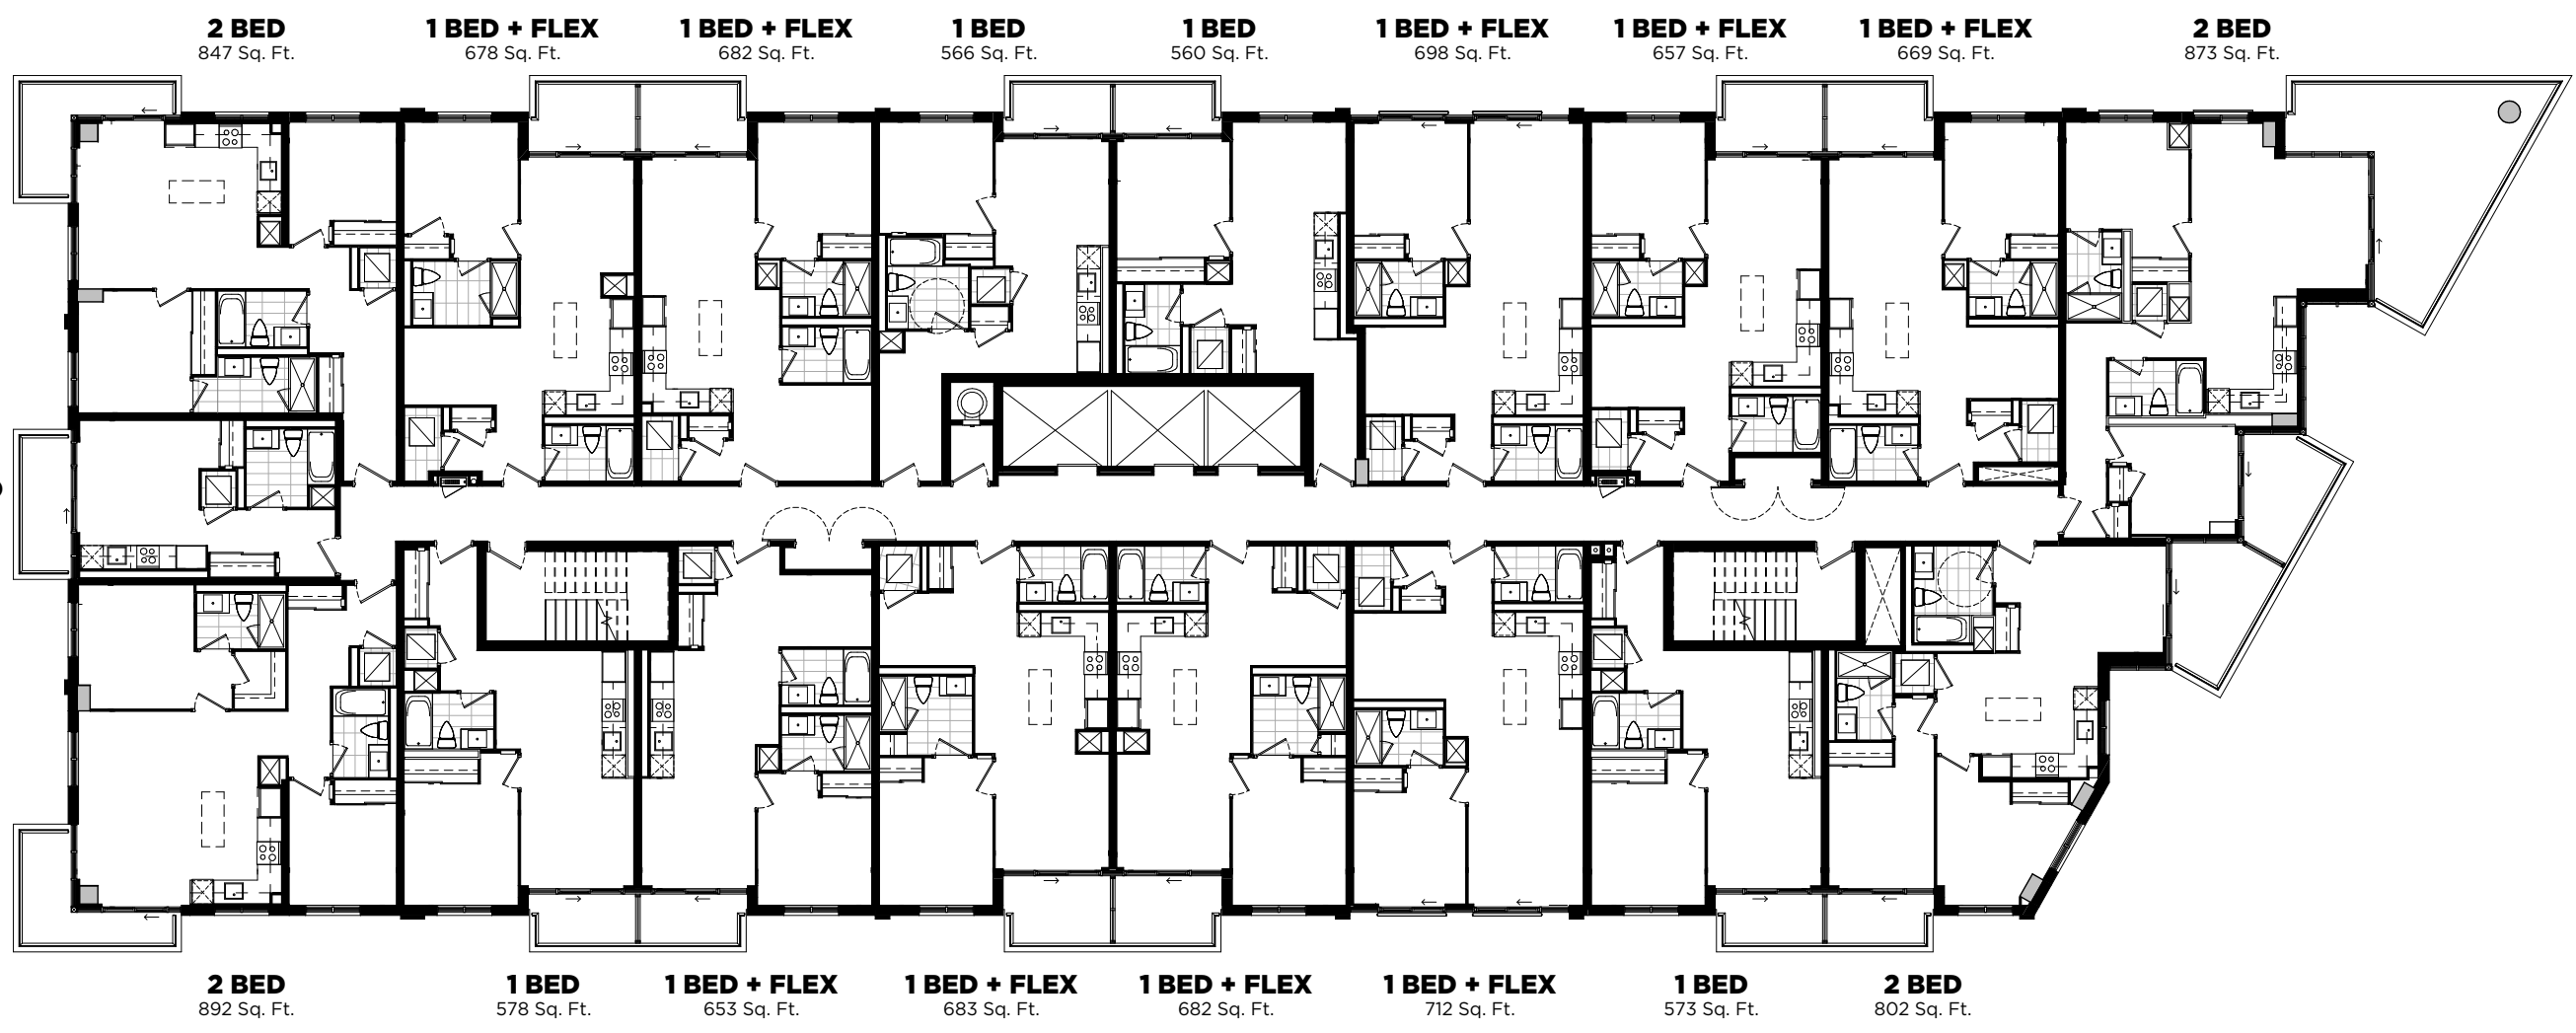 2 BED
847 Sq. Ft.
1 BED + FLEX
678 Sq. Ft.
1 BED + FLEX
682 Sq. Ft.
1 BED
566 Sq. Ft.
1 BED
560 Sq. Ft.
1 BED + FLEX
698 Sq. Ft.
1 BED + FLEX
657 Sq. Ft.
1 BED + FLEX
669 Sq. Ft.
2 BED
873 Sq. Ft.
2 BED
892 Sq. Ft.
1 BED
578 Sq. Ft.
1 BED + FLEX
653 Sq. Ft.
1 BED + FLEX
683 Sq. Ft.
1 BED + FLEX
682 Sq. Ft.
1 BED + FLEX
712 Sq. Ft.
1 BED
573 Sq. Ft.
2 BED
802 Sq. Ft.